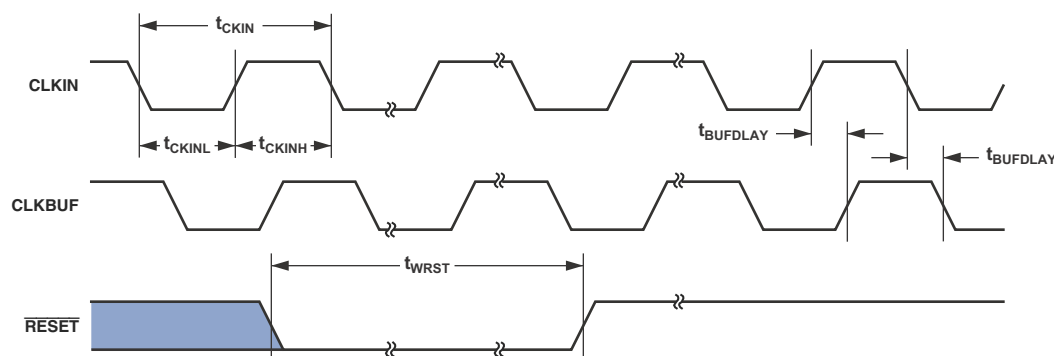 tCKIN
CLKIN
tCKINL
tCKINH
tBUFDLAY
tBUFDLAY
CLKBUF
tWRST
RESET